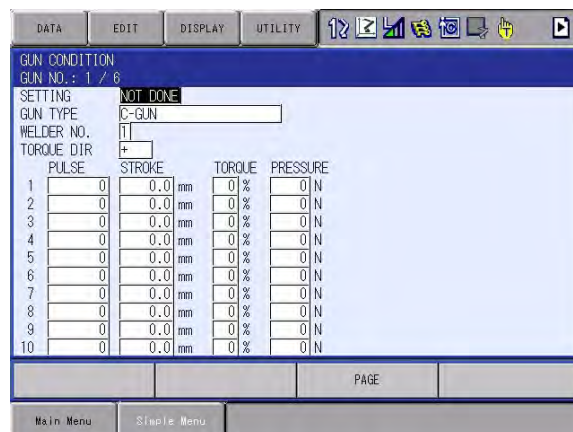 DATA EDIT DISPLAY UTILITY
GUN CONDITION
GUN NO.: 1 / 6
SETTING NOT DONE
GUN TYPE C-GUN
WELDER NO. 1
TORQUE DIR +
PULSE STROKE TORQUE PRESSURE
1 0 0.0 mm 0 % 0 N
2 0 0.0 mm 0 % 0 N
3 0 0.0 mm 0 % 0 N
4 0 0.0 mm 0 % 0 N
5 0 0.0 mm 0 % 0 N
6 0 0.0 mm 0 % 0 N
7 0 0.0 mm 0 % 0 N
8 0 0.0 mm 0 % 0 N
9 0 0.0 mm 0 % 0 N
10 0 0.0 mm 0 % 0 N
PAGE
Main Menu Simple Menu